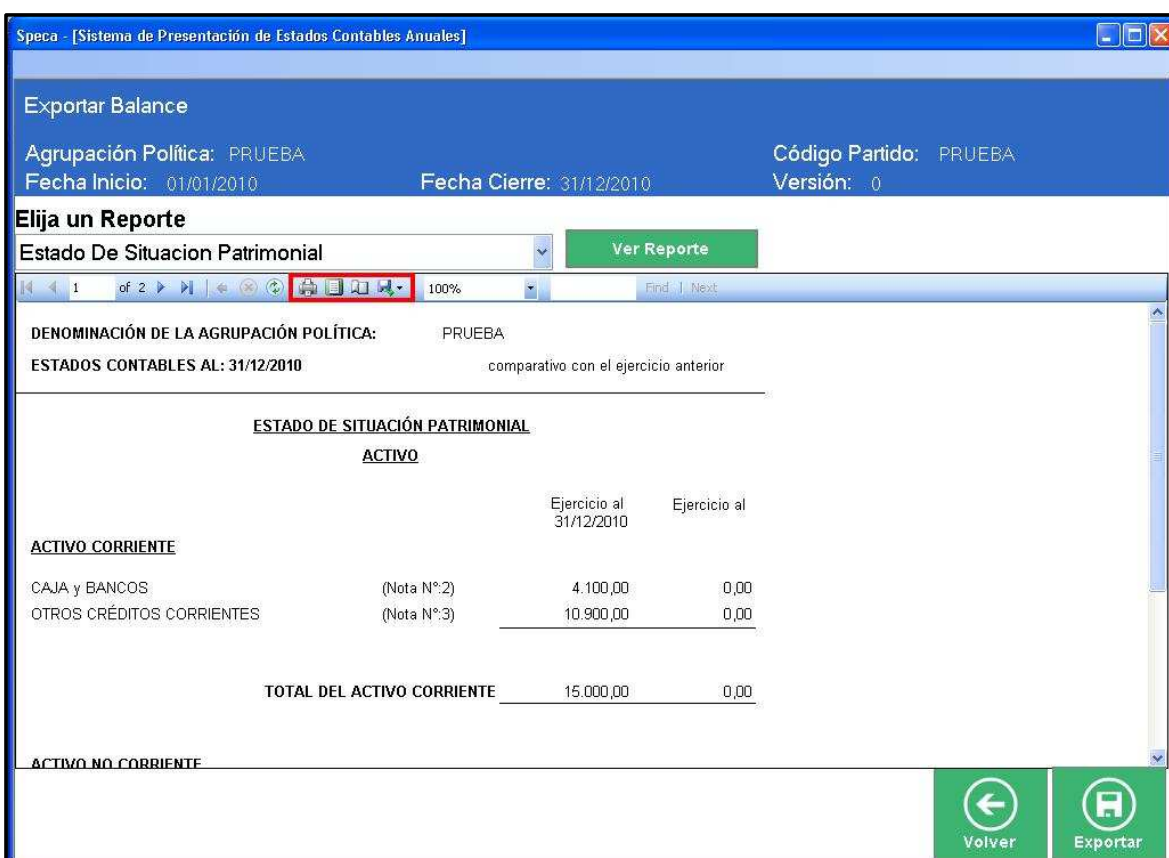 Speca - [Sistema de Presentación de Estados Contables Anuales]
Exportar Balance
Agrupación Política: PRUEBA Código Partido: PRUEBA
Fecha Inicio: 01/01/2010 Fecha Cierre: 31/12/2010 Versión: 0
Elija un Reporte
Estado De Situacion Patrimonial Ver Reporte
1 of 2 100% Find | Next
DENOMINACIÓN DE LA AGRUPACIÓN POLÍTICA: PRUEBA
ESTADOS CONTABLES AL: 31/12/2010 comparativo con el ejercicio anterior
ESTADO DE SITUACIÓN PATRIMONIAL
ACTIVO
Ejercicio al Ejercicio al
31/12/2010
ACTIVO CORRIENTE
CAJA y BANCOS (Nota Nº:2) 4.100,00 0,00
OTROS CRÉDITOS CORRIENTES (Nota Nº:3) 10.900,00 0,00
TOTAL DEL ACTIVO CORRIENTE 15.000,00 0,00
ACTIVO NO CORRIENTE
Volver Exportar